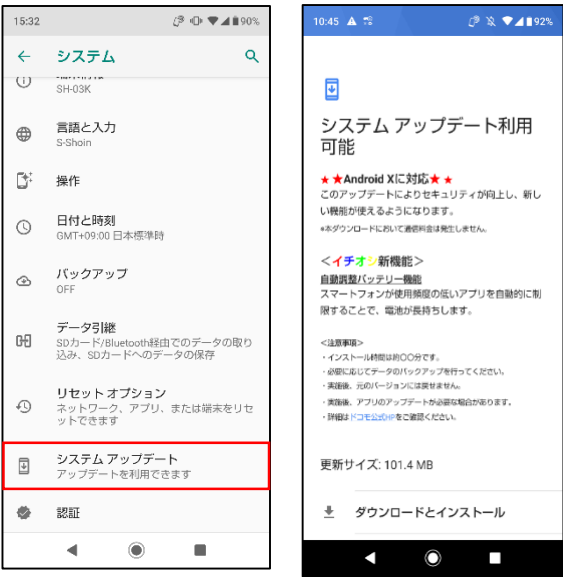 15:32
90%
システム
SH-03K
言語と入力
S-Shoin
操作
日付と時刻
GMT+09:00 日本標準時
バックアップ
OFF
データ引継
SDカード/Bluetooth経由でのデータの取り
込み、SDカードへのデータの保存
リセット オプション
ネットワーク、アプリ、または端末をリセ
ットできます
システム アップデート
アップデートを利用できます
認証
10:45
92%
システム アップデート利用
可能
★ ★Android Xに対応★ ★
このアップデートによりセキュリティが向上し、新し
い機能が使えるようになります。
*本ダウンロードにおいて通信料金は発生しません。
＜イチオシ新機能＞
自動調整バッテリー機能
スマートフォンが使用頻度の低いアプリを自動的に制
限することで、電池が長持ちします。
<注意事項>
・インストール時間は約〇〇分です。
・必要に応じてデータのバックアップを行ってください。
・実施後、元のバージョンには戻せません。
・実施後、アプリのアップデートが必要な場合があります。
・詳細はドコモ公式HPをご確認ください。
更新サイズ: 101.4 MB
ダウンロードとインストール